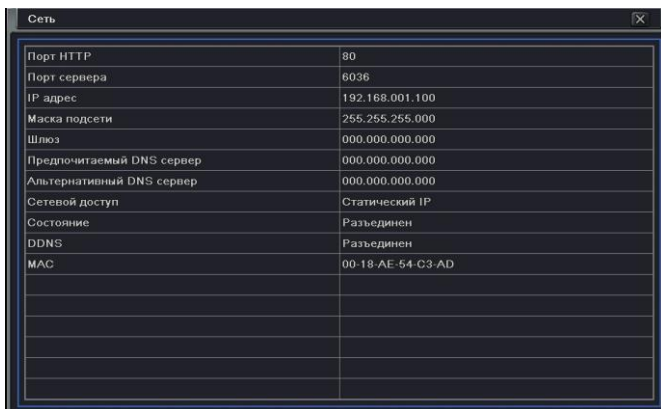 Сеть
Порт HTTP 80
Порт сервера 6036
IP адрес 192.168.001.100
Маска подсети 255.255.255.000
Шлюз 000.000.000.000
Предпочитаемый DNS сервер 000.000.000.000
Альтернативный DNS сервер 000.000.000.000
Сетевой доступ Статический IP
Состояние Разъединен
DDNS Разъединен
MAC 00-18-AE-54-C3-AD